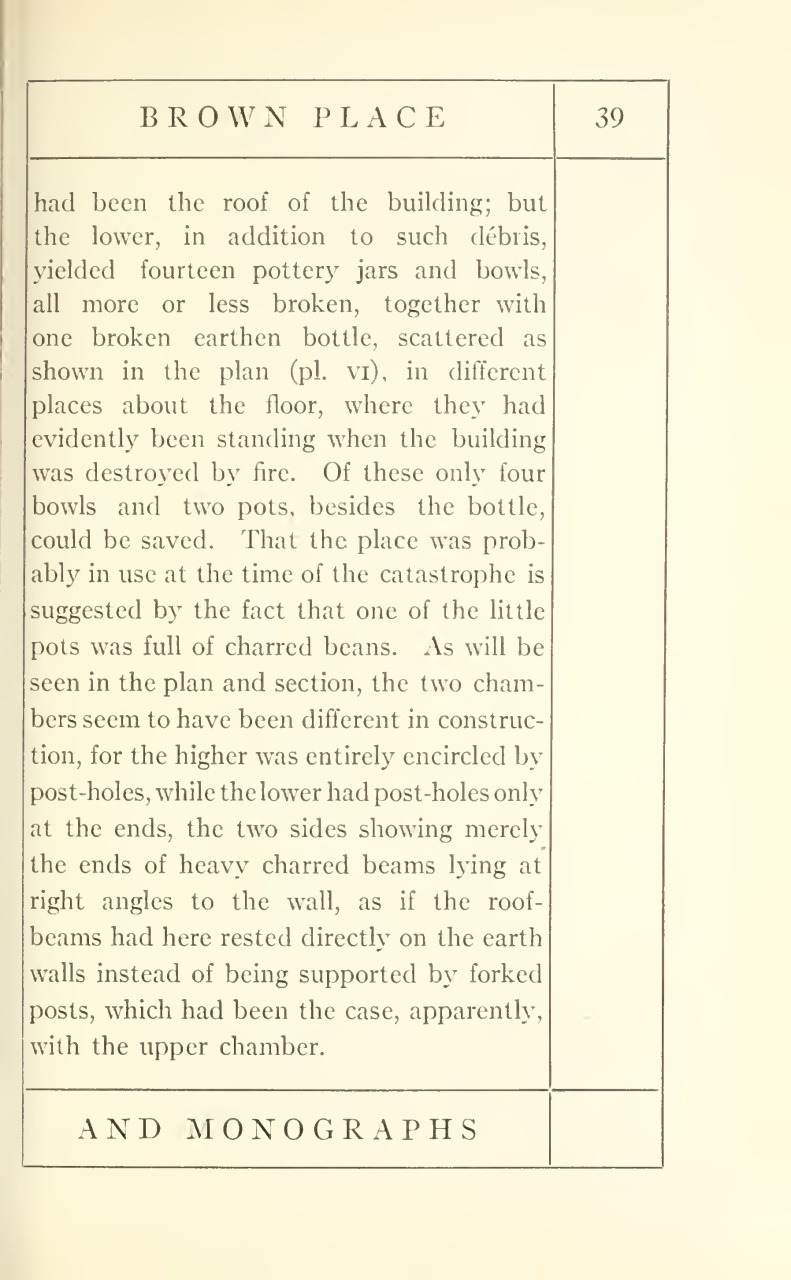 BROWN PLACE
39
had been the roof of the building; but
the lower, in addition to such débris,
yielded fourteen pottery jars and bowls,
all more or less broken, together with
one broken earthen bottle, scattered as
shown in the plan (pl. VI), in different
places about the floor, where they had
evidently been standing when the building
was destroyed by fire. Of these only four
bowls and two pots, besides the bottle,
could be saved. That the place was prob-
ably in use at the time of the catastrophe is
suggested by the fact that one of the little
pots was full of charred beans. As will be
seen in the plan and section, the two cham-
bers seem to have been different in construc-
tion, for the higher was entirely encircled by
post-holes, while the lower had post-holes only
at the ends, the two sides showing merely
the ends of heavy charred beams lying at
right angles to the wall, as if the roof-
beams had here rested directly on the earth
walls instead of being supported by forked
posts, which had been the case, apparently,
with the upper chamber.
AND MONOGRAPHS